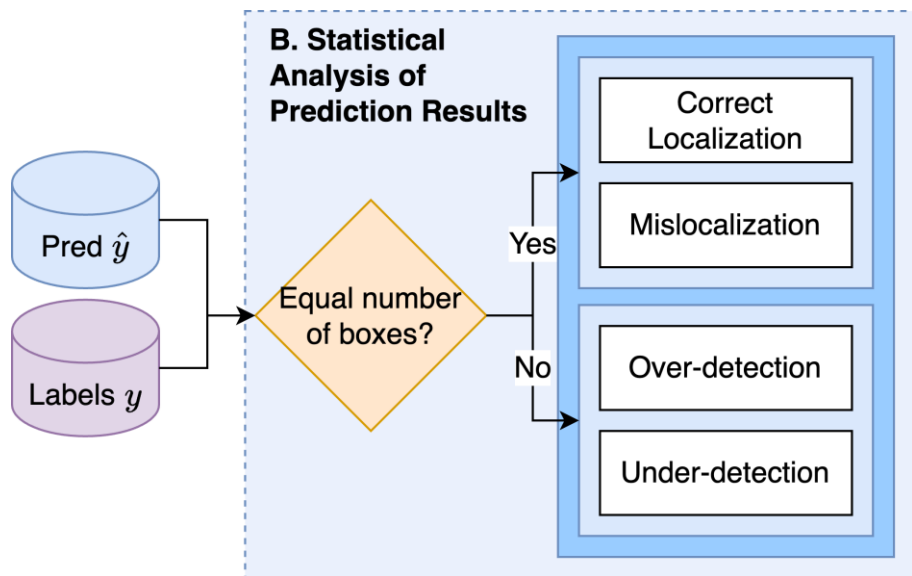 B. Statistical
Analysis of
Prediction Results
Pred ŷ
Labels y
Equal number
of boxes?
Yes
No
Correct
Localization
Mislocalization
Over-detection
Under-detection